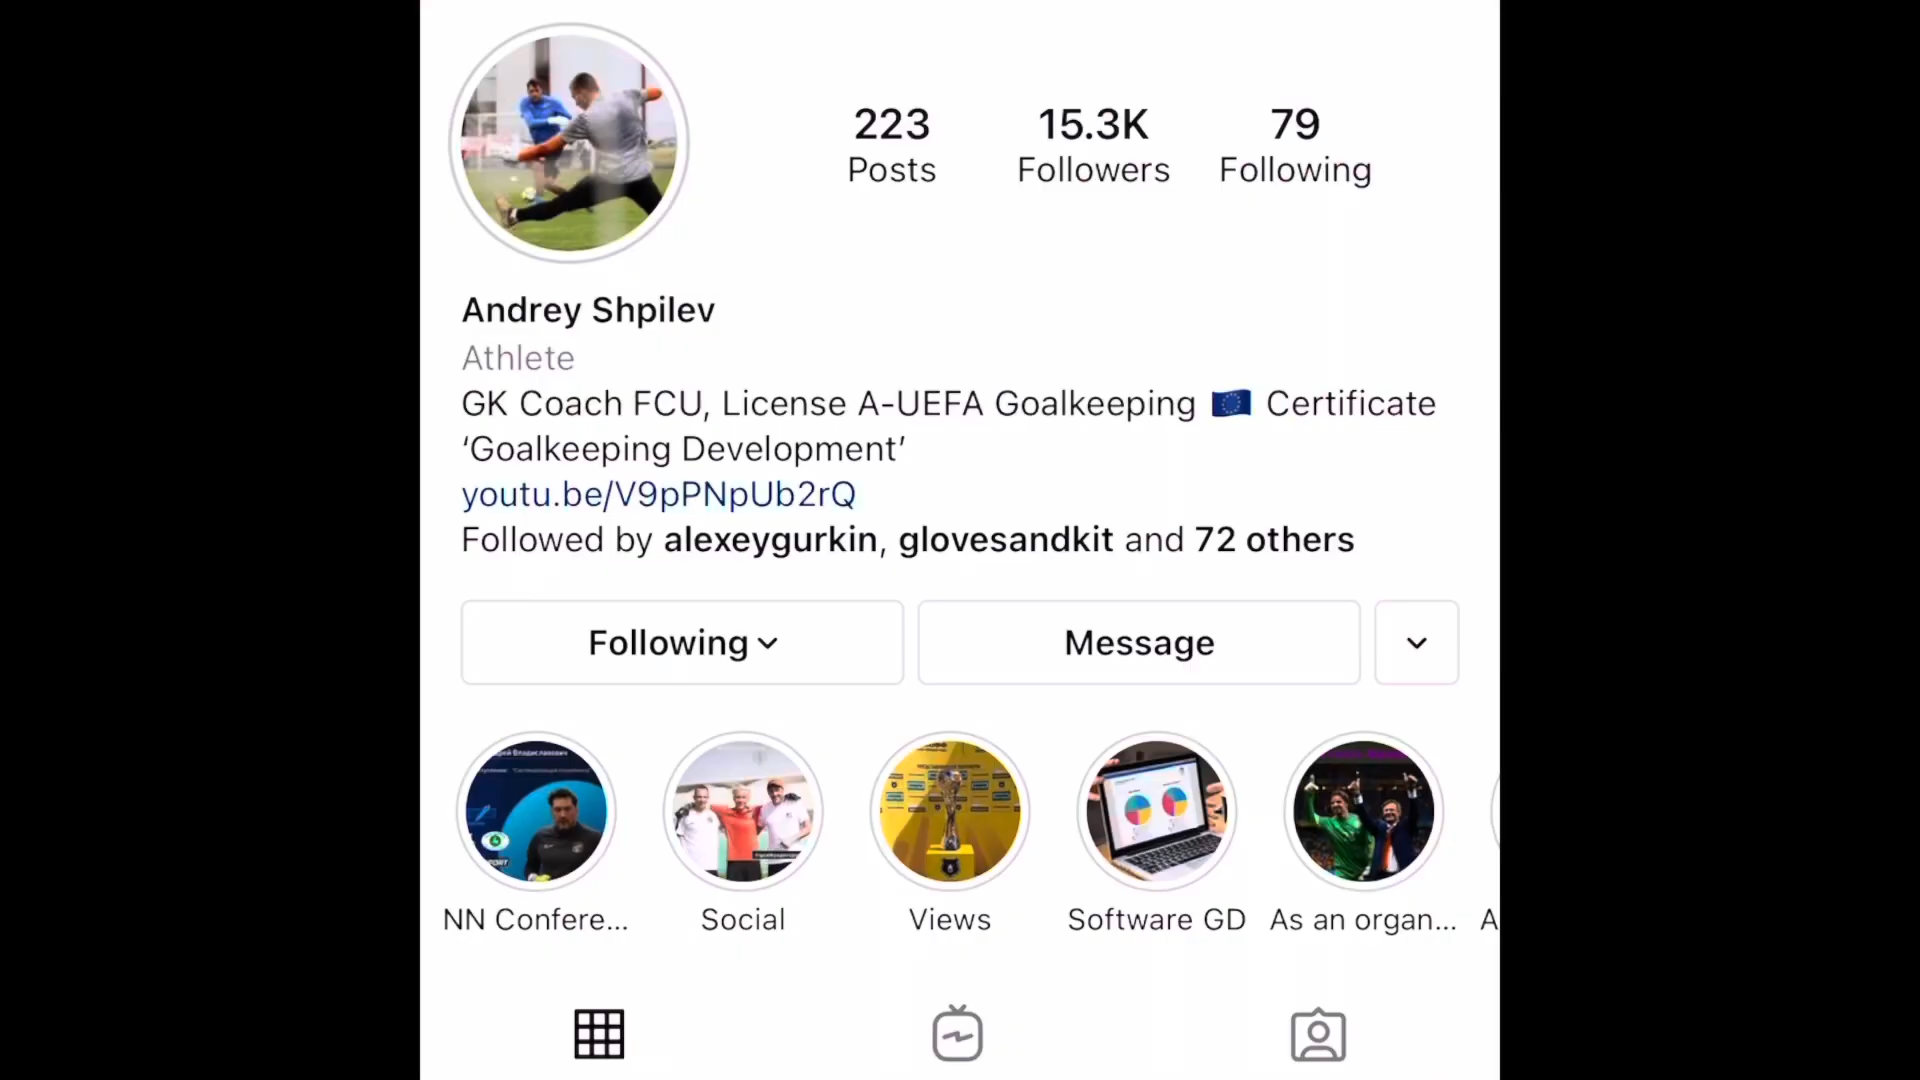 223
Posts
15.3K
Followers
79
Following
Andrey Shpilev
Athlete
GK Coach FCU, License A-UEFA Goalkeeping 🇪🇺 Certificate
‘Goalkeeping Development’
youtu.be/V9pPNpUb2rQ
Followed by alexeygurkin, glovesandkit and 72 others
Following
Message
NN Confere...
Social
Views
Software GD
As an organ...
A